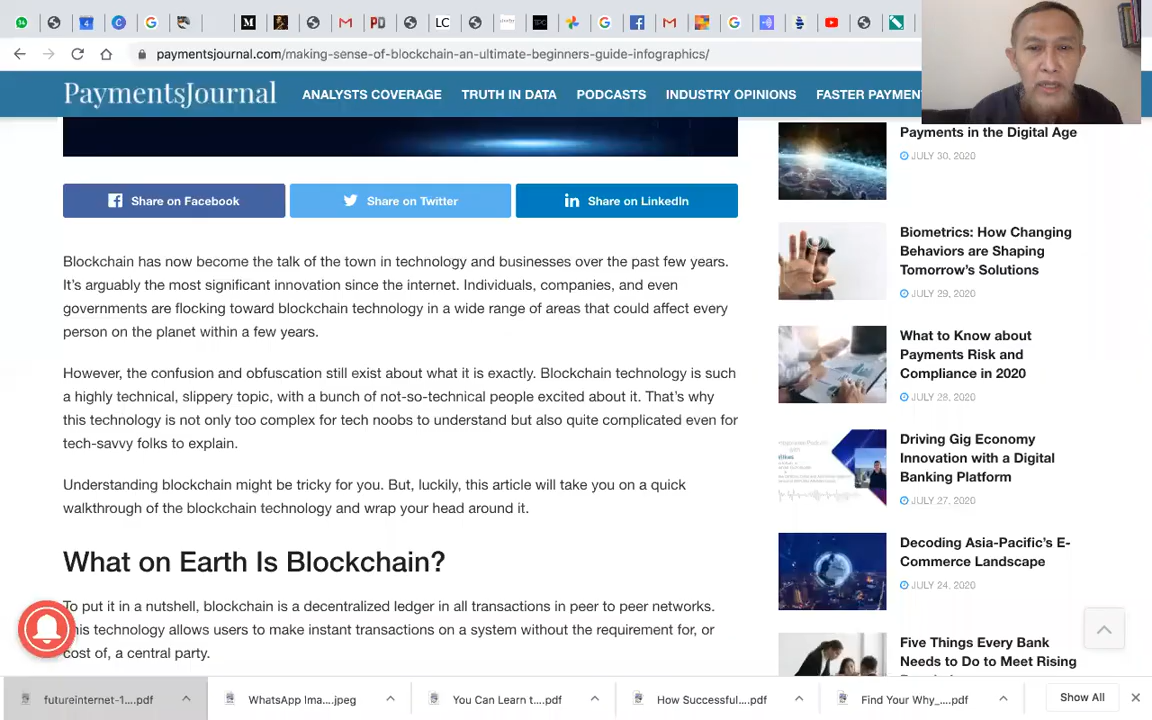 paymentsjournal.com/making-sense-of-blockchain-an-ultimate-beginners-guide-infographics/
PaymentsJournal
ANALYSTS COVERAGE
TRUTH IN DATA
PODCASTS
INDUSTRY OPINIONS
FASTER PAYMEN
Share on Facebook
Share on Twitter
Share on LinkedIn
Blockchain has now become the talk of the town in technology and businesses over the past few years.
It's arguably the most significant innovation since the internet. Individuals, companies, and even
governments are flocking toward blockchain technology in a wide range of areas that could affect every
person on the planet within a few years.
However, the confusion and obfuscation still exist about what it is exactly. Blockchain technology is such
a highly technical, slippery topic, with a bunch of not-so-technical people excited about it. That's why
this technology is not only too complex for tech noobs to understand but also quite complicated even for
tech-savvy folks to explain.
Understanding blockchain might be tricky for you. But, luckily, this article will take you on a quick
walkthrough of the blockchain technology and wrap your head around it.
What on Earth Is Blockchain?
To put it in a nutshell, blockchain is a decentralized ledger in all transactions in peer to peer networks.
his technology allows users to make instant transactions on a system without the requirement for, or
cost of, a central party.
Payments in the Digital Age
JULY 30, 2020
Biometrics: How Changing
Behaviors are Shaping
Tomorrow's Solutions
JULY 29, 2020
What to Know about
Payments Risk and
Compliance in 2020
JULY 28, 2020
Driving Gig Economy
Innovation with a Digital
Banking Platform
JULY 27, 2020
Decoding Asia-Pacific's E-
Commerce Landscape
JULY 24, 2020
Five Things Every Bank
Needs to Do to Meet Rising
futureinternet-1....pdf
WhatsApp Ima....jpeg
You Can Learn t....pdf
How Successful....pdf
Find Your Why_....pdf
Show All